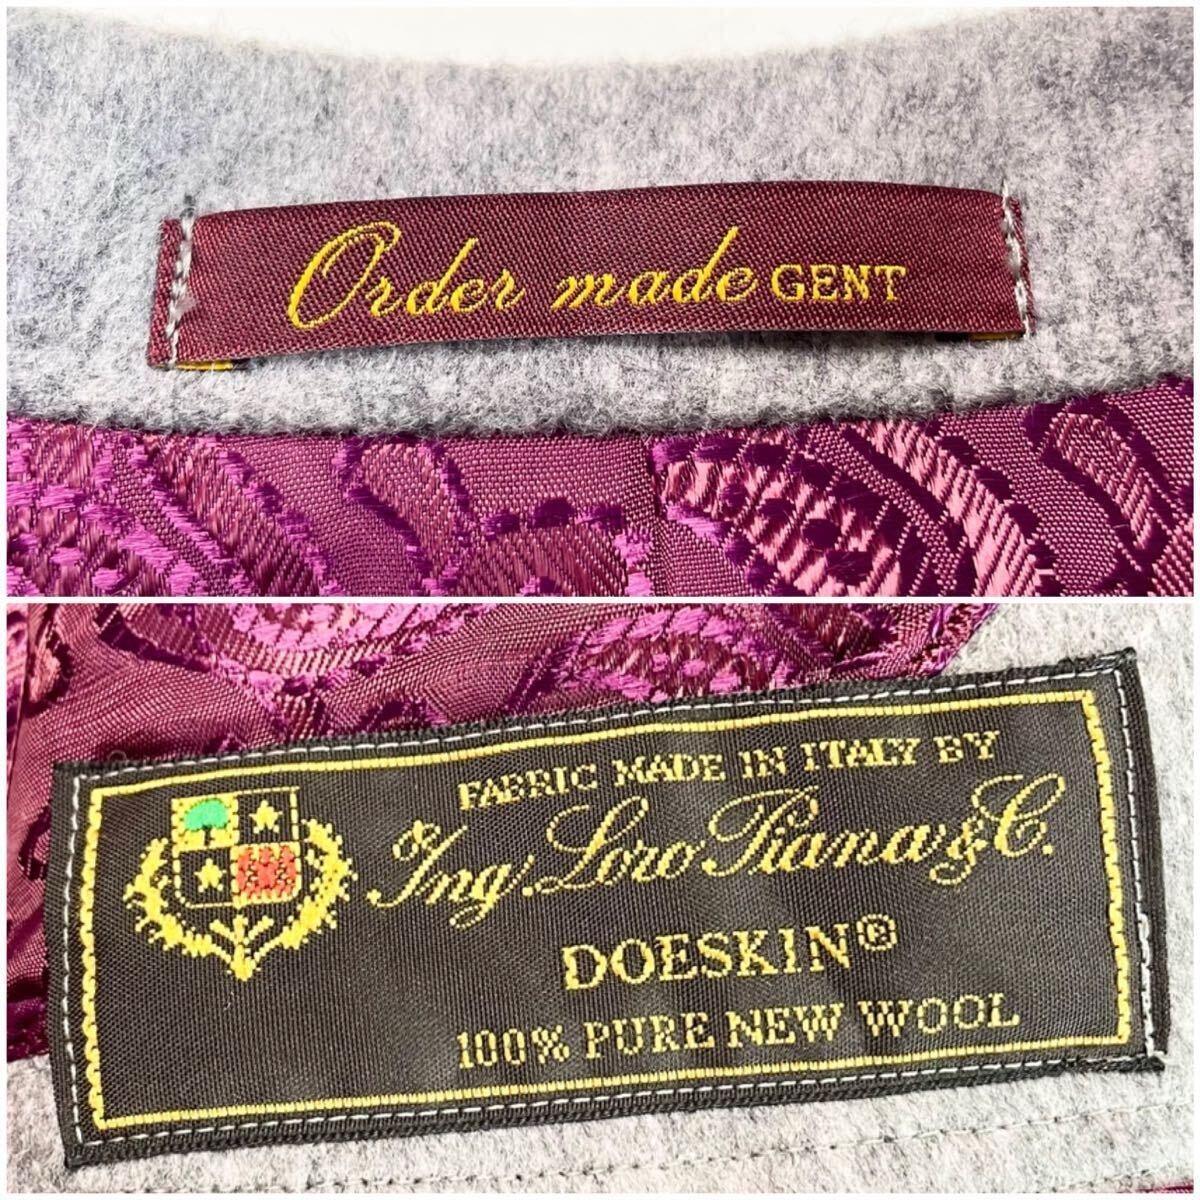 Order made GENT
FABRIC MADE IN ITALY BY
Ing. Loro Piana & C.
DOESKIN®
100% PURE NEW WOOL